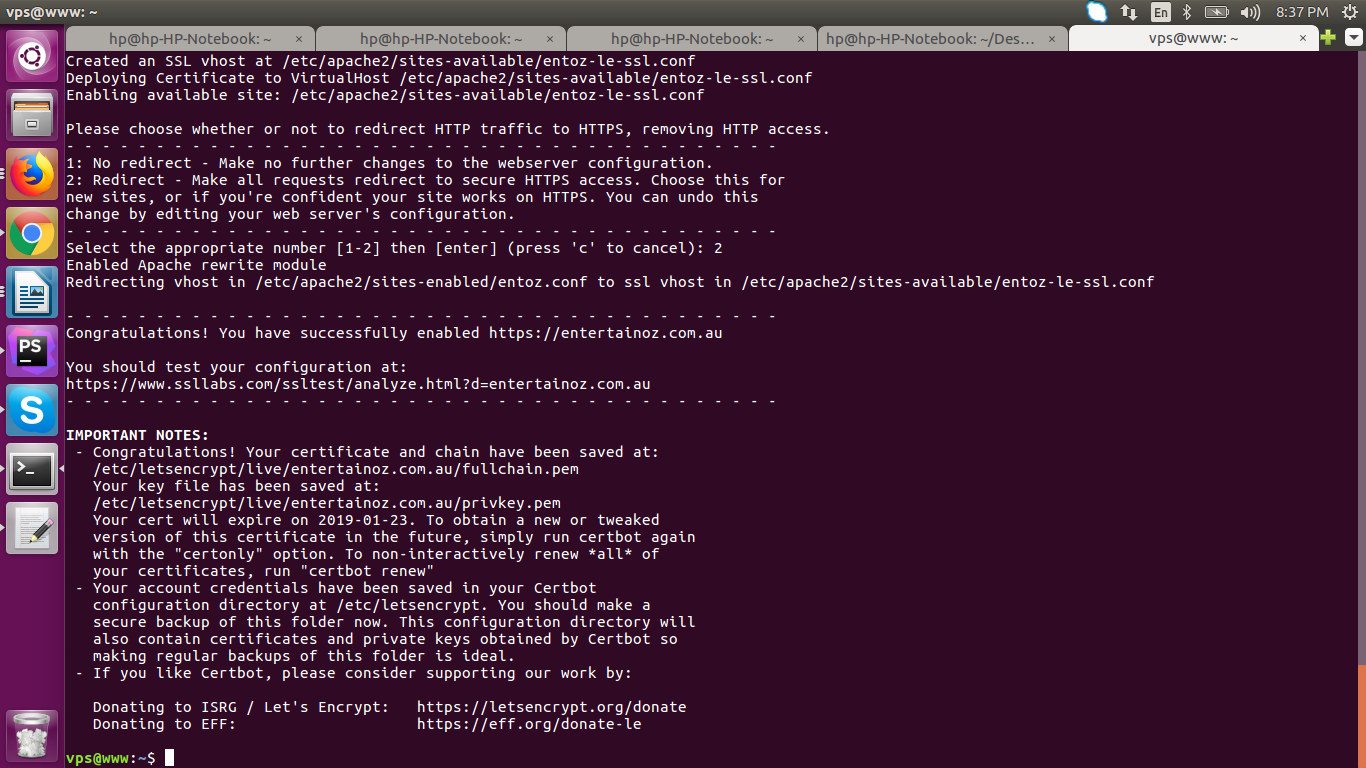 vps@www: ~
En
8:37 PM
hp@hp-HP-Notebook: ~ ×
hp@hp-HP-Notebook: ~ ×
hp@hp-HP-Notebook: ~ ×
hp@hp-HP-Notebook: ~/Des... ×
vps@www: ~ ×
Created an SSL vhost at /etc/apache2/sites-available/entoz-le-ssl.conf
Deploying Certificate to VirtualHost /etc/apache2/sites-available/entoz-le-ssl.conf
Enabling available site: /etc/apache2/sites-available/entoz-le-ssl.conf
Please choose whether or not to redirect HTTP traffic to HTTPS, removing HTTP access.
- - - - - - - - - - - - - - - - - - - - - - - - - - - - - - - - - - - - - - - -
1: No redirect - Make no further changes to the webserver configuration.
2: Redirect - Make all requests redirect to secure HTTPS access. Choose this for
new sites, or if you're confident your site works on HTTPS. You can undo this
change by editing your web server's configuration.
- - - - - - - - - - - - - - - - - - - - - - - - - - - - - - - - - - - - - - - -
Select the appropriate number [1-2] then [enter] (press 'c' to cancel): 2
Enabled Apache rewrite module
Redirecting vhost in /etc/apache2/sites-enabled/entoz.conf to ssl vhost in /etc/apache2/sites-available/entoz-le-ssl.conf
- - - - - - - - - - - - - - - - - - - - - - - - - - - - - - - - - - - - - - - -
Congratulations! You have successfully enabled https://entertainoz.com.au
You should test your configuration at:
https://www.ssllabs.com/ssltest/analyze.html?d=entertainoz.com.au
- - - - - - - - - - - - - - - - - - - - - - - - - - - - - - - - - - - - - - - -
IMPORTANT NOTES:
- Congratulations! Your certificate and chain have been saved at:
/etc/letsencrypt/live/entertainoz.com.au/fullchain.pem
Your key file has been saved at:
/etc/letsencrypt/live/entertainoz.com.au/privkey.pem
Your cert will expire on 2019-01-23. To obtain a new or tweaked
version of this certificate in the future, simply run certbot again
with the "certonly" option. To non-interactively renew *all* of
your certificates, run "certbot renew"
- Your account credentials have been saved in your Certbot
configuration directory at /etc/letsencrypt. You should make a
secure backup of this folder now. This configuration directory will
also contain certificates and private keys obtained by Certbot so
making regular backups of this folder is ideal.
- If you like Certbot, please consider supporting our work by:
Donating to ISRG / Let's Encrypt: https://letsencrypt.org/donate
Donating to EFF: https://eff.org/donate-le
vps@www:~$
PS
S
>_